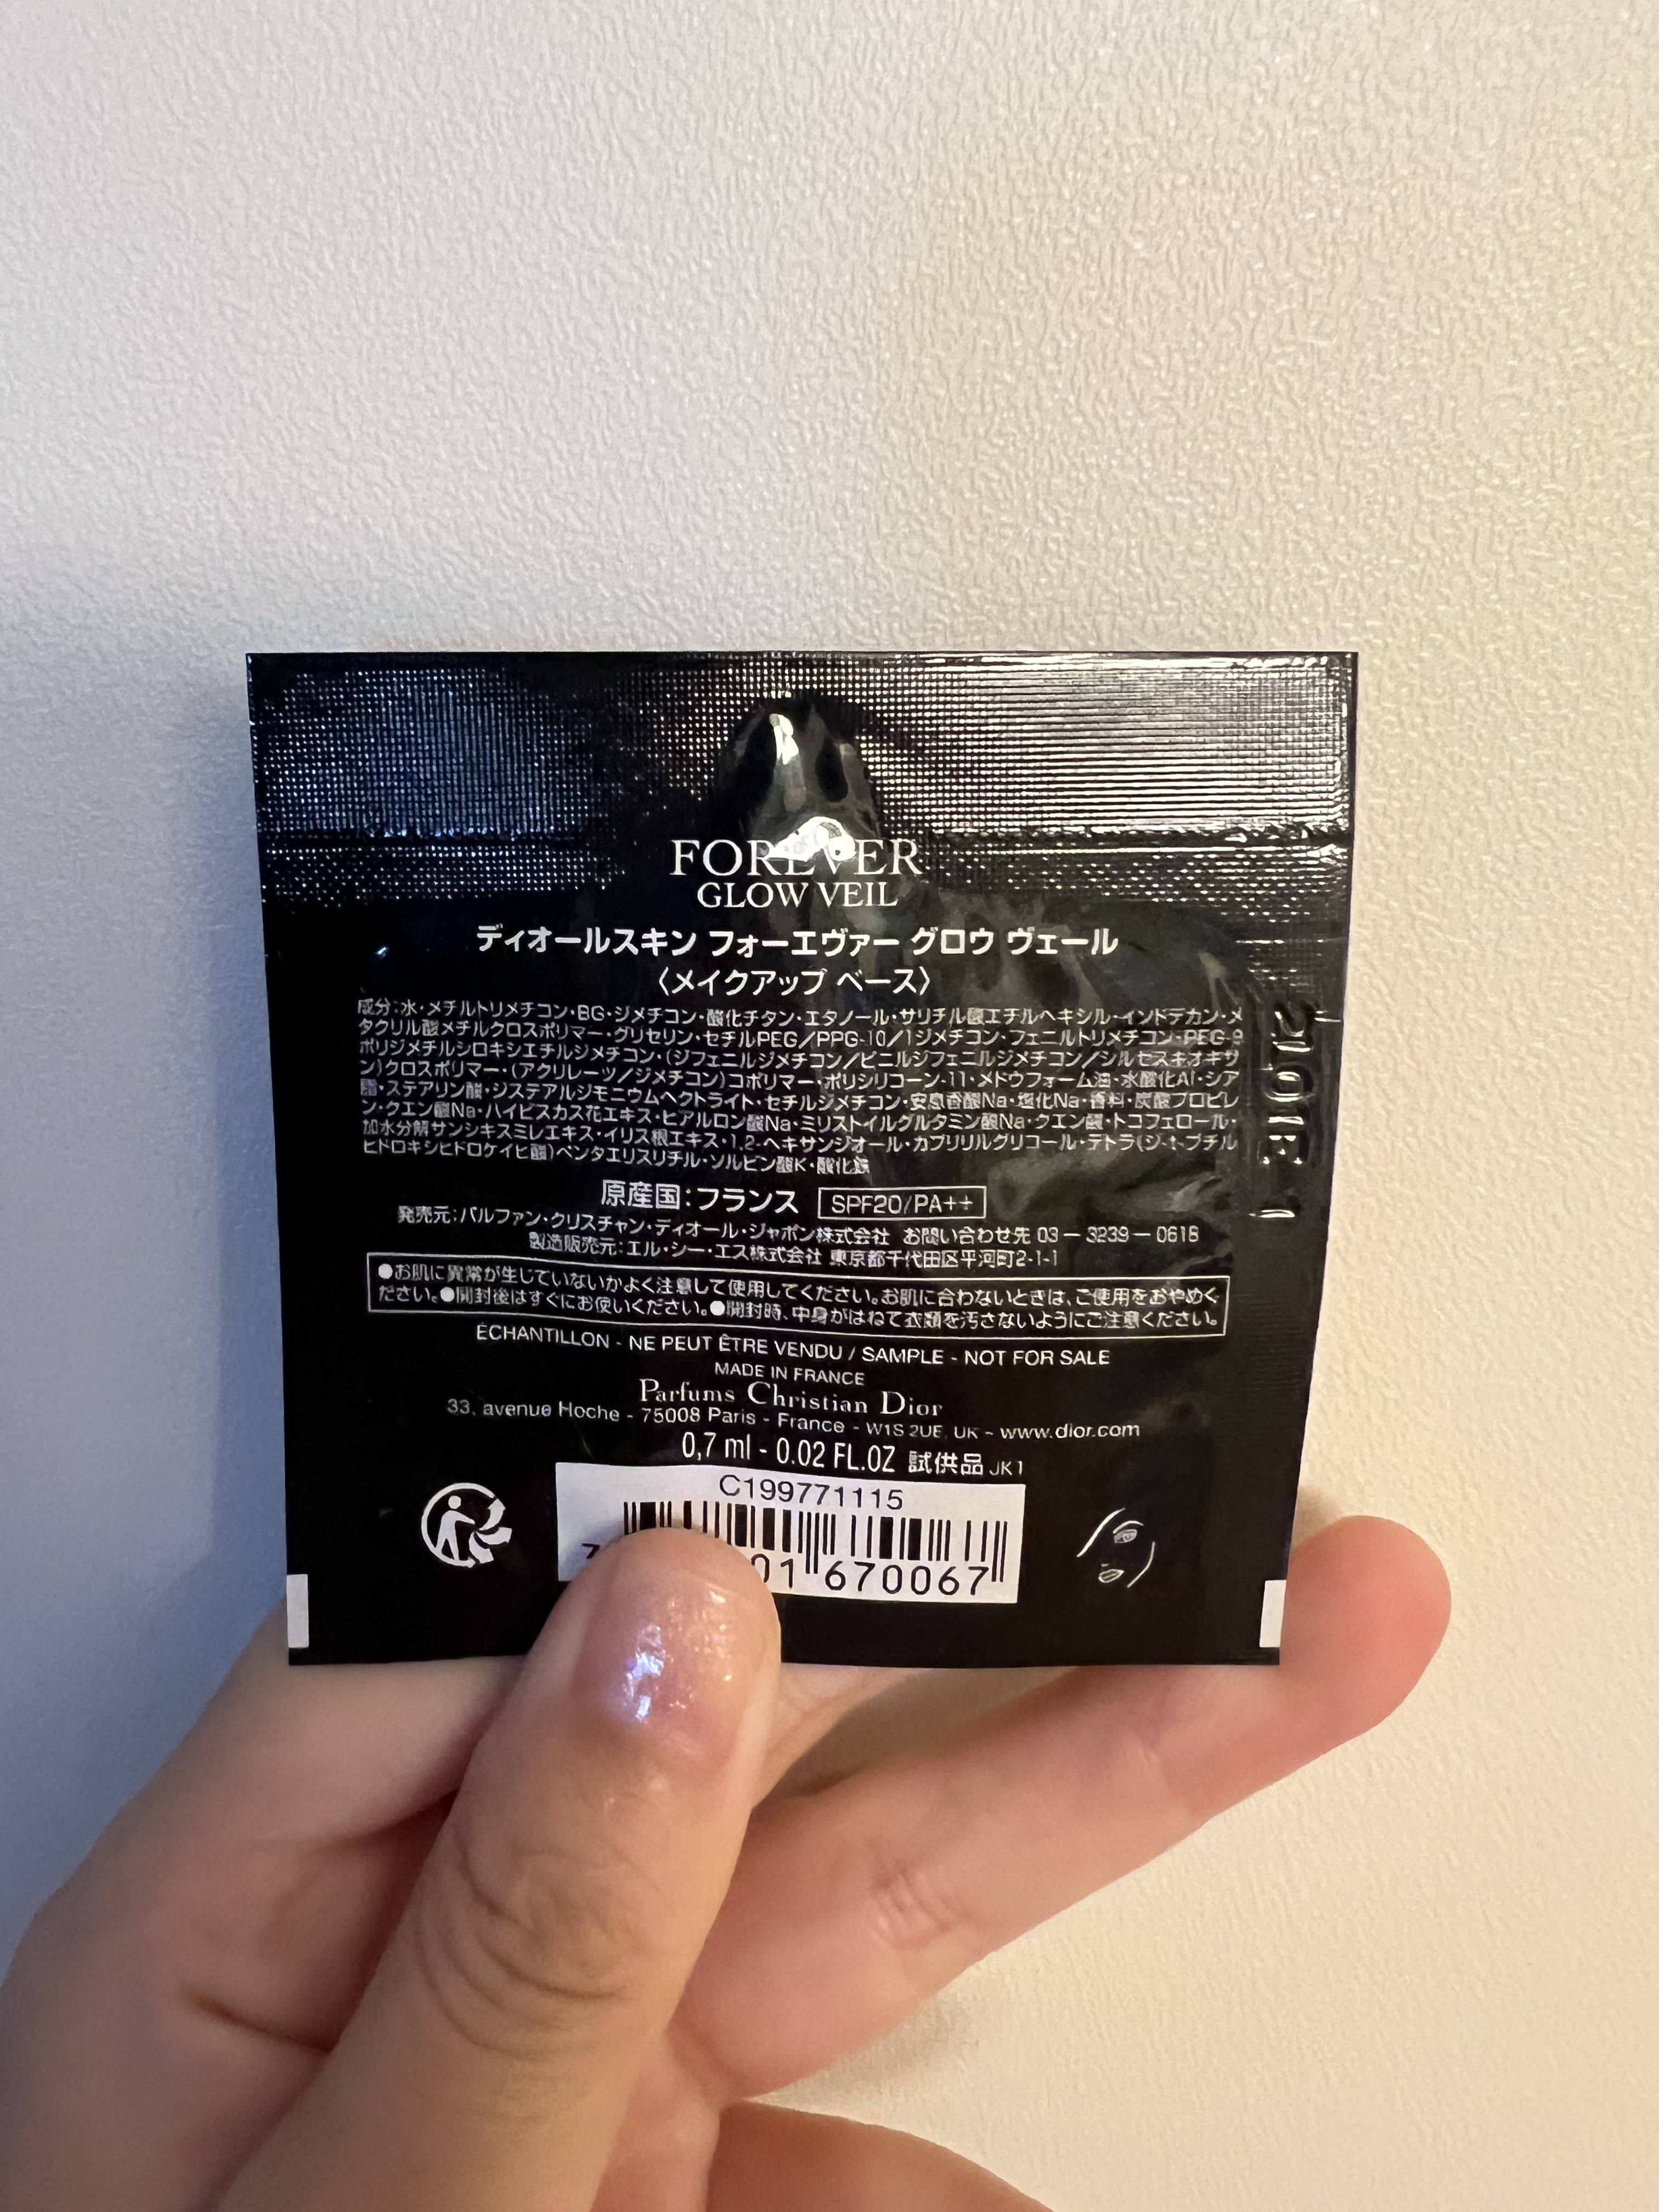 FOREVER
GLOW VEIL
ディオールスキン フォーエヴァー グロウ ヴェール
〈メイクアップ ベース〉
成分:水・メチルトリメチコン・BG・ジメチコン・酸化チタン・エタノール・サリチル酸エチルヘキシル・イソドデカン・メ
タクリル酸メチルクロスポリマー・グリセリン・セチルPEG/PPG-10/1ジメチコン・フェニルトリメチコン・PEG-9
ポリジメチルシロキシエチルジメチコン・(ジフェニルジメチコン/ビニルジフェニルジメチコン/シルセスキオキサ
ン)クロスポリマー・(アクリレーツ/ジメチコン)コポリマー・ポリシリコーン-11・メドウフォーム油・水酸化Al・シア
脂・ステアリン酸・ジステアルジモニウムヘクトライト・セチルジメチコン・安息香酸Na・塩化Na・香料・炭酸プロピレ
ン・クエン酸Na・ハイビスカス花エキス・ヒアルロン酸Na・ミリストイルグルタミン酸Na・クエン酸・トコフェロール・
加水分解サンシキスミレエキス・イリス根エキス・1,2-ヘキサンジオール・カプリリルグリコール・テトラ(ジ-t-ブチル
ヒドロキシヒドロケイヒ酸)ペンタエリスリチル・ソルビン酸K・酸化鉄
原産国:フランス SPF20/PA++
発売元:パルファン・クリスチャン・ディオール・ジャポン株式会社 お問い合わせ先 03－3239－0618
製造販売元:エル・シー・エス株式会社 東京都千代田区平河町2-1-1
●お肌に異常が生じていないかよく注意して使用してください。お肌に合わないときは、ご使用をおやめく
ださい。●開封後はすぐにお使いください。●開封時、中身がはねて衣類を汚さないようにご注意ください。
ÉCHANTILLON - NE PEUT ÊTRE VENDU / SAMPLE - NOT FOR SALE
MADE IN FRANCE
Parfums Christian Dior
33, avenue Hoche - 75008 Paris - France - W1S 2UE, UK - www.dior.com
0,7 ml - 0.02 FL.OZ 試供品 JK1
C199771115
01 670067